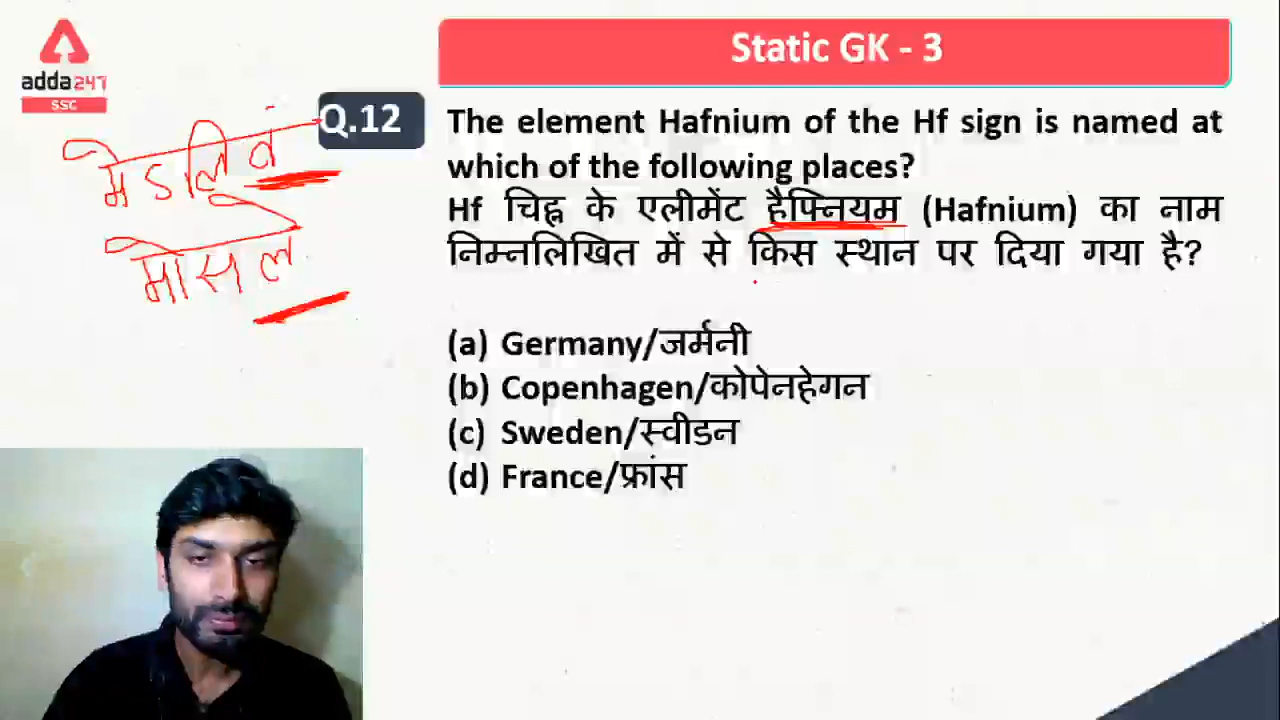 Static GK - 3
adda247
SSC
मेडलिव
मोसले
Q.12
The element Hafnium of the Hf sign is named at
which of the following places?
Hf चिह्न के एलीमेंट हैफ्नियम (Hafnium) का नाम
निम्नलिखित में से किस स्थान पर दिया गया है?
(a) Germany/जर्मनी
(b) Copenhagen/कोपेनहेगन
(c) Sweden/स्वीडन
(d) France/फ्रांस